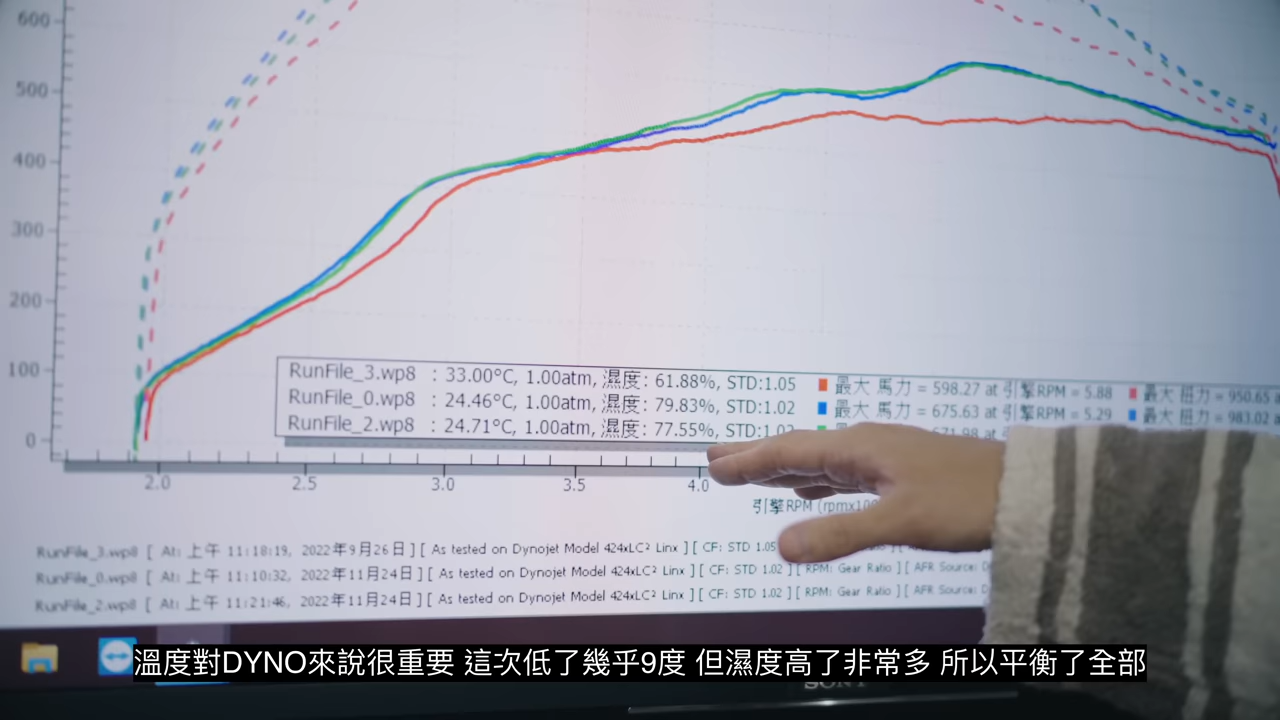 600
500
400
300
200
100
0
RunFile_3.wp8 : 33.00°C, 1.00atm, 濕度: 61.88%, STD:1.05 最大 馬力 = 598.27 at 引擎RPM = 5.88 最大 扭力 = 950.65
RunFile_0.wp8 : 24.46°C, 1.00atm, 濕度: 79.83%, STD:1.02 最大 馬力 = 675.63 at 引擎RPM = 5.29 最大 扭力 = 983.02
RunFile_2.wp8 : 24.71°C, 1.00atm, 濕度: 77.55%, STD:1.02 671.98 at
2.0 2.5 3.0 3.5 4.0
引擎RPM (rpmx100
RunFile_3.wp8 [ At: 上午 11:18:19, 2022年9月26日 ] [ As tested on Dynojet Model 424xLC² Linx ] [ CF: STD 1.05
RunFile_0.wp8 [ At: 上午 11:10:32, 2022年11月24日 ] [ As tested on Dynojet Model 424xLC² Linx ] [ CF: STD 1.02 ] [ RPM: Gear Ratio ] [ AFR Source:
RunFile_2.wp8 [ At: 上午 11:21:46, 2022年11月24日 ] [ As tested on Dynojet Model 424xLC² Linx ] [ CF: STD 1.02 ] [ RPM: Gear Ratio ] [ AFR Source:
溫度對DYNO來說很重要 這次低了幾乎9度 但濕度高了非常多 所以平衡了全部
SONY